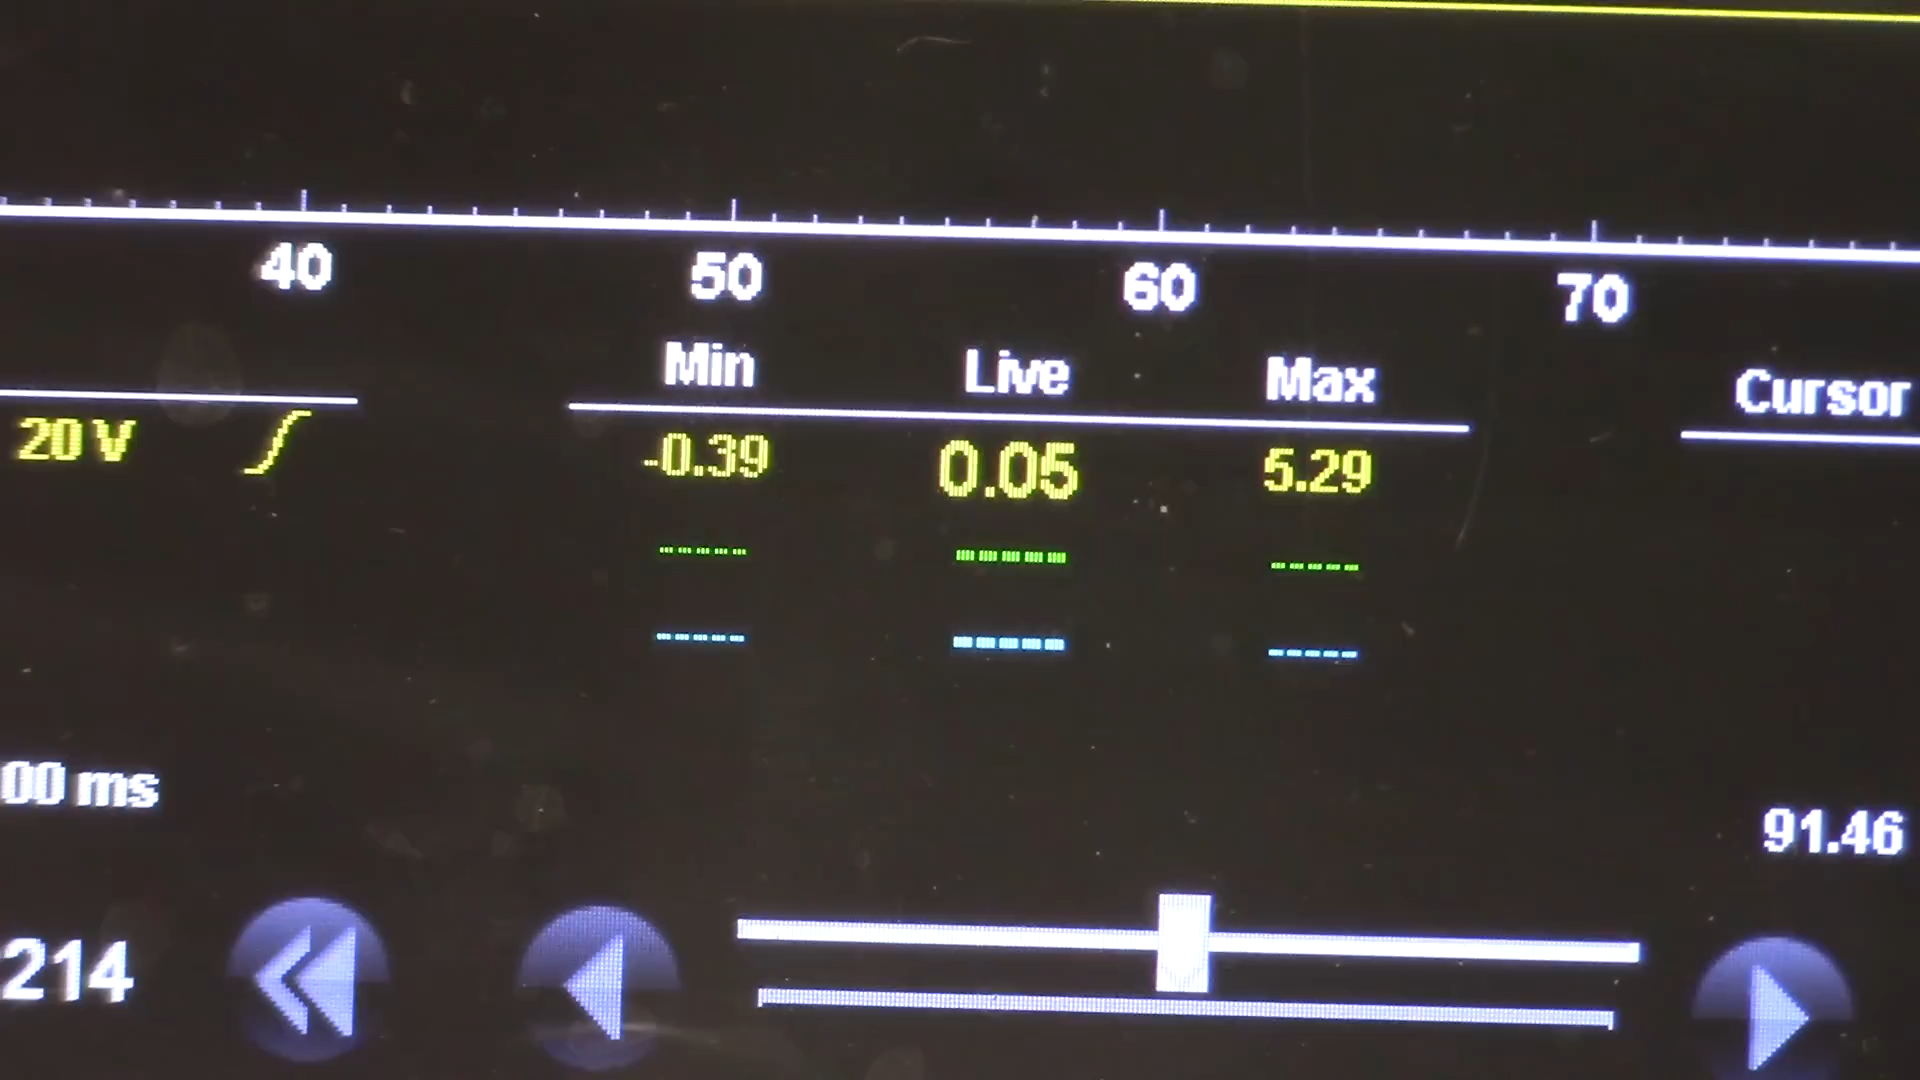 40 50 60 70
Min Live Max Cursor
20 V -0.39 0.05 5.29
----- ----- -----
----- ----- -----
00 ms
91.46
214